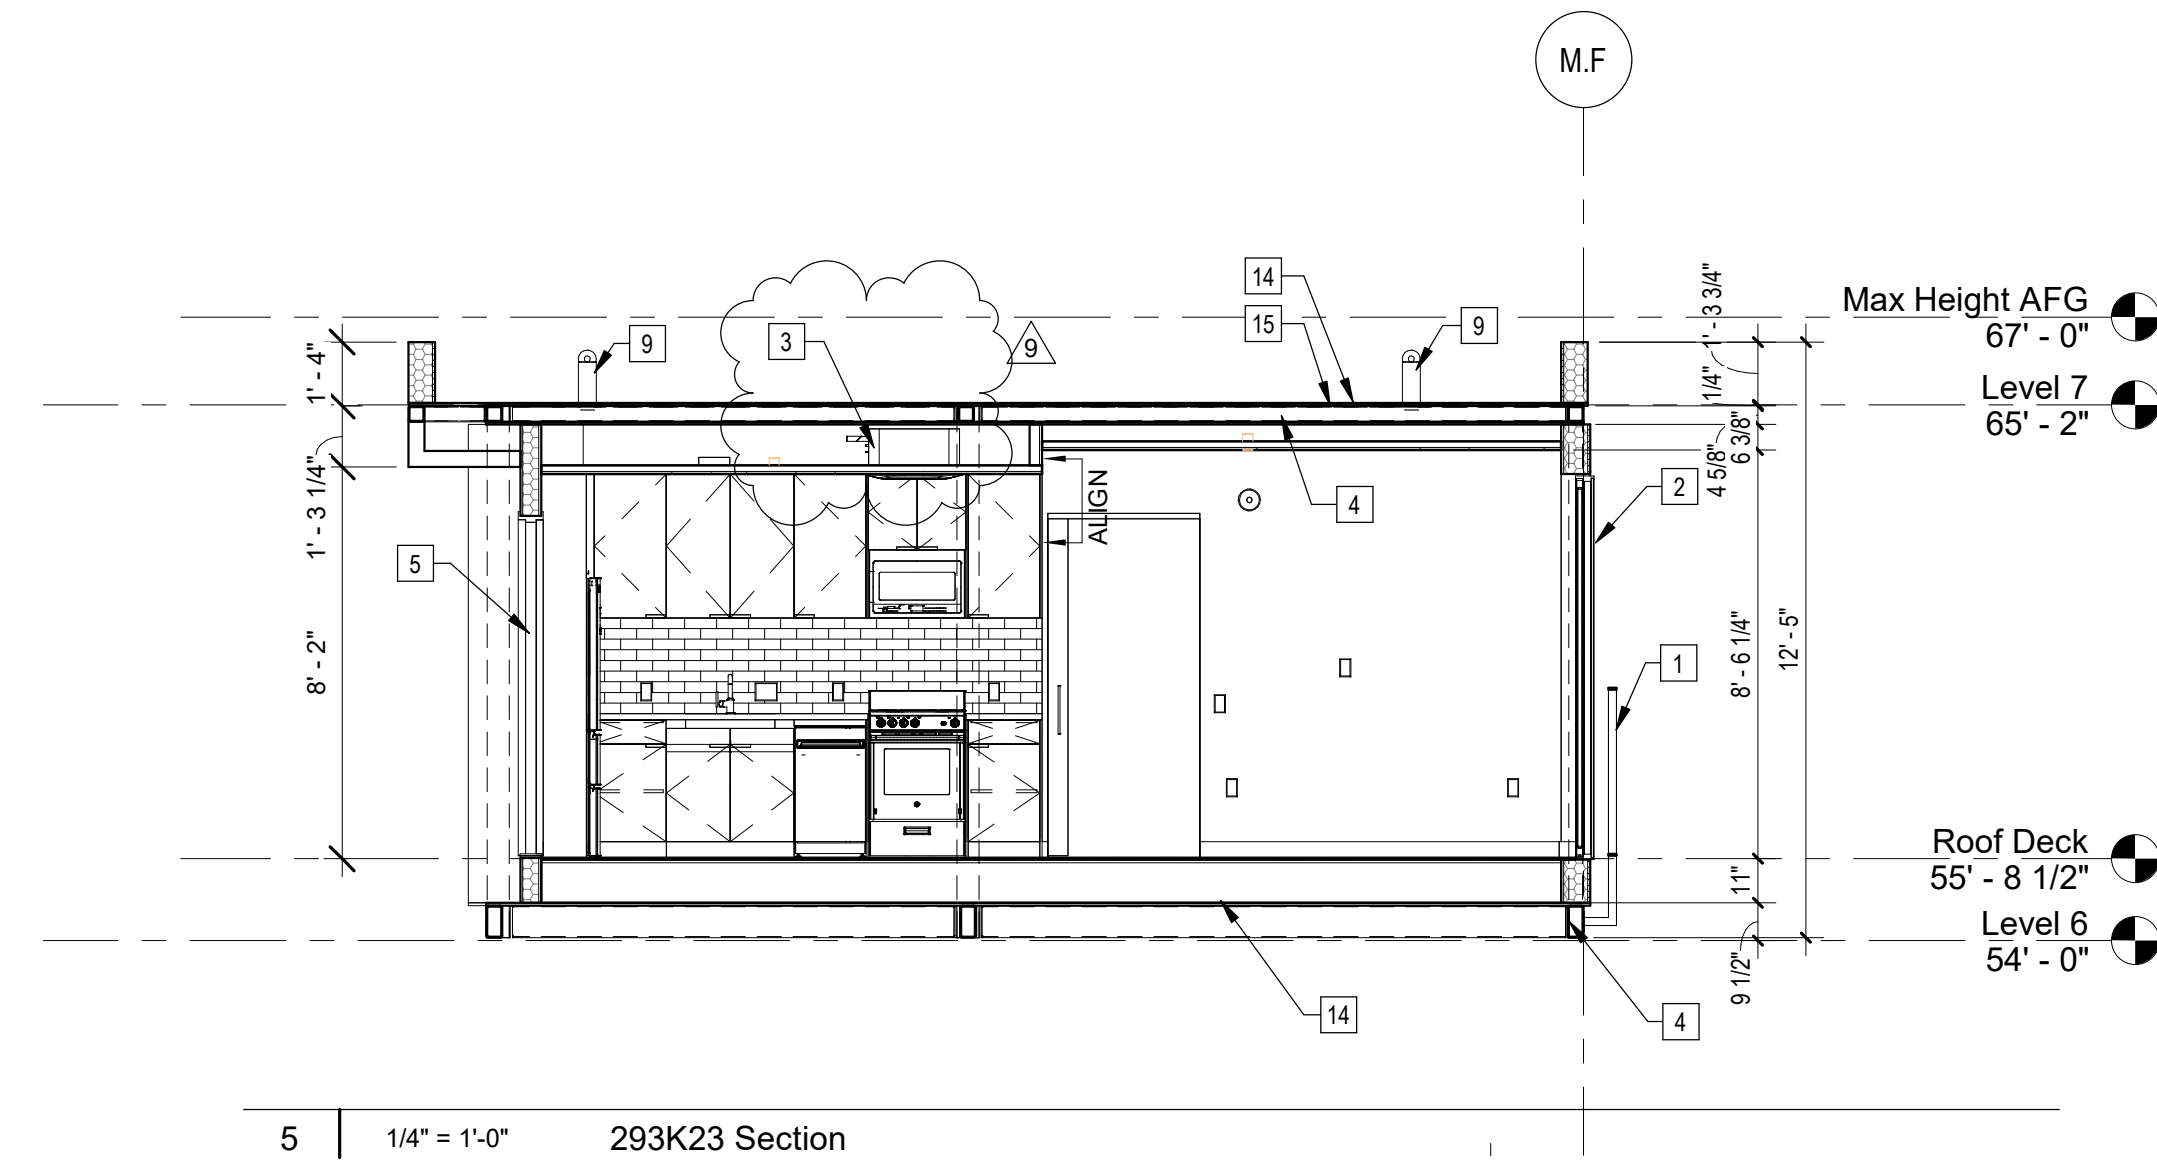 M.F
Max Height AFG
67' - 0"
Level 7
65' - 2"
Roof Deck
55' - 8 1/2"
Level 6
54' - 0"
1' - 4"
1' - 3 1/4"
8' - 2"
1' - 3 3/4"
1/4"
6 3/8"
4 5/8"
8' - 6 1/4"
12' - 5"
11"
9 1/2"
9
3
9
14
15
9
4
2
5
1
14
4
ALIGN
5
1/4" = 1'-0"
293K23 Section